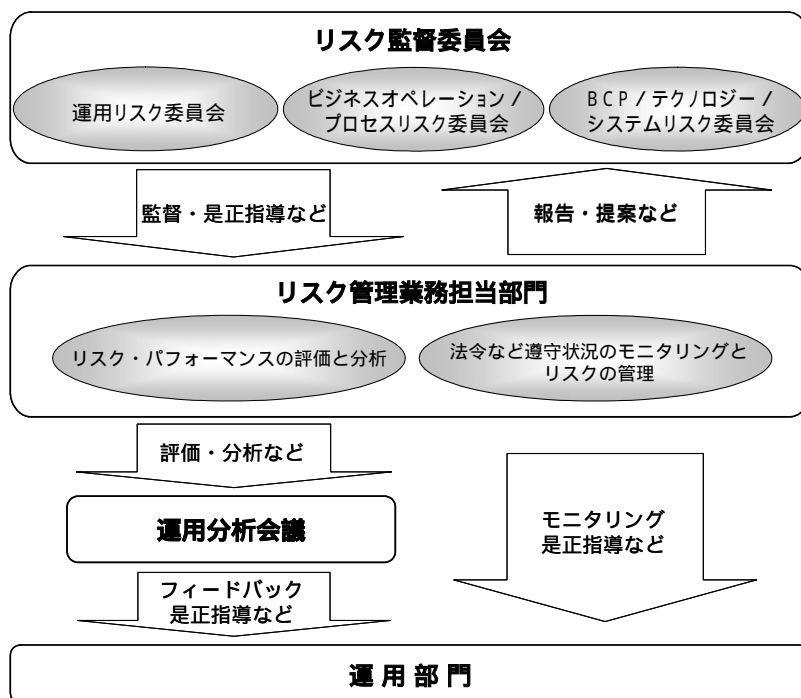 リスク監督委員会
運用リスク委員会
ビジネスオペレーション/
プロセスリスク委員会
BCP/テクノロジー/
システムリスク委員会
監督・是正指導など
報告・提案など
リスク管理業務担当部門
リスク・パフォーマンスの評価と分析
法令など遵守状況のモニタリングと
リスクの管理
評価・分析など
運用分析会議
モニタリング
是正指導など
フィードバック
是正指導など
運 用 部 門